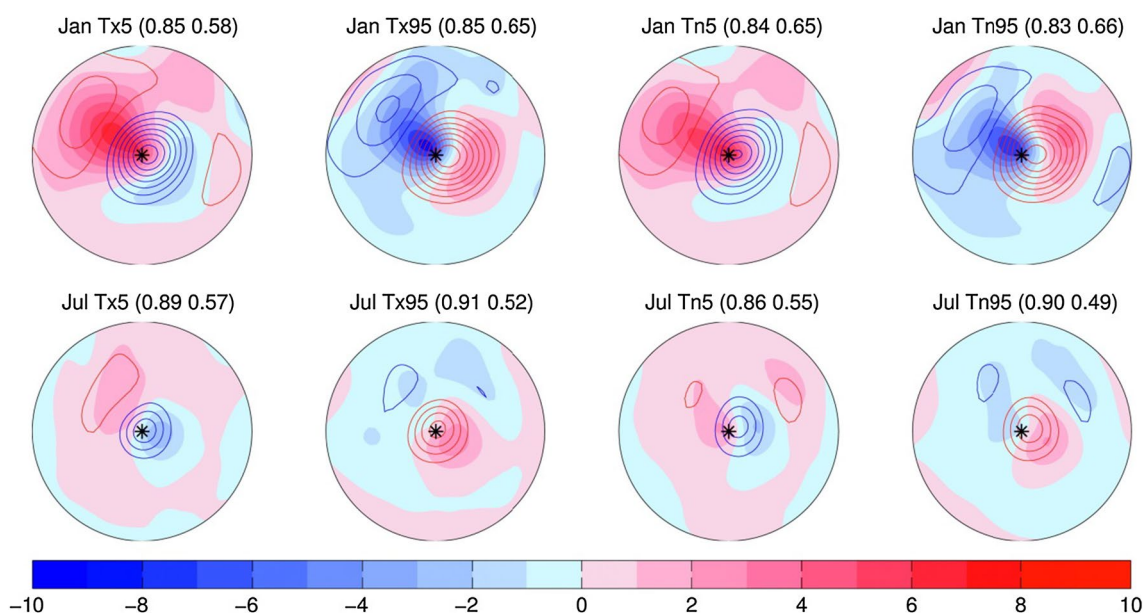 Jan Tx5 (0.85 0.58) Jan Tx95 (0.85 0.65) Jan Tn5 (0.84 0.65) Jan Tn95 (0.83 0.66)
Jul Tx5 (0.89 0.57) Jul Tx95 (0.91 0.52) Jul Tn5 (0.86 0.55) Jul Tn95 (0.90 0.49)
−10 −8 −6 −4 −2 0 2 4 6 8 10